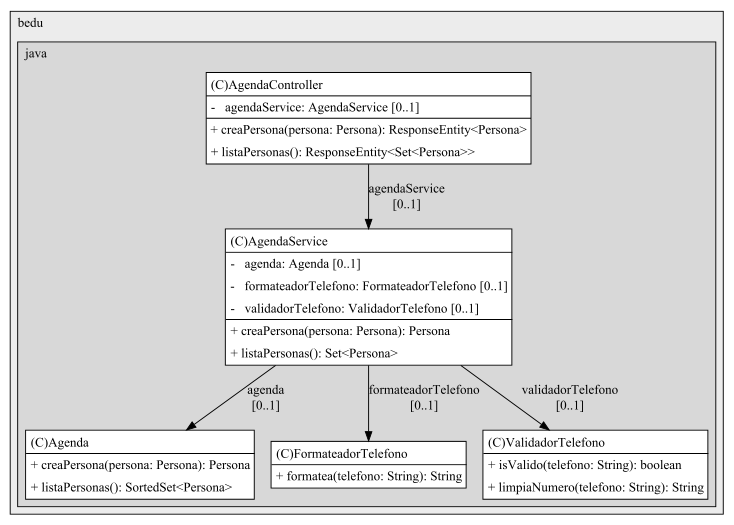 bedu
java
(C)AgendaController
- agendaService: AgendaService [0..1]
+ creaPersona(persona: Persona): ResponseEntity<Persona>
+ listaPersonas(): ResponseEntity<Set<Persona>>
agendaService
[0..1]
(C)AgendaService
- agenda: Agenda [0..1]
- formateadorTelefono: FormateadorTelefono [0..1]
- validadorTelefono: ValidadorTelefono [0..1]
+ creaPersona(persona: Persona): Persona
+ listaPersonas(): Set<Persona>
agenda
[0..1]
formateadorTelefono
[0..1]
validadorTelefono
[0..1]
(C)Agenda
+ creaPersona(persona: Persona): Persona
+ listaPersonas(): SortedSet<Persona>
(C)FormateadorTelefono
+ formatea(telefono: String): String
(C)ValidadorTelefono
+ isValido(telefono: String): boolean
+ limpiaNumero(telefono: String): String